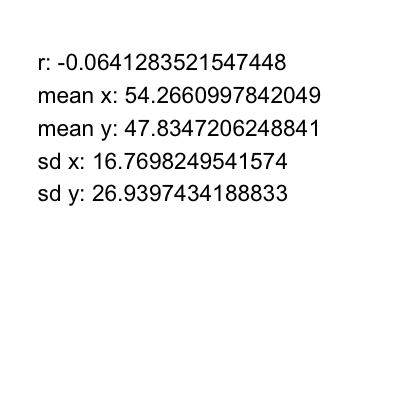 r: -0.0641283521547448
mean x: 54.2660997842049
mean y: 47.8347206248841
sd x: 16.7698249541574
sd y: 26.9397434188833